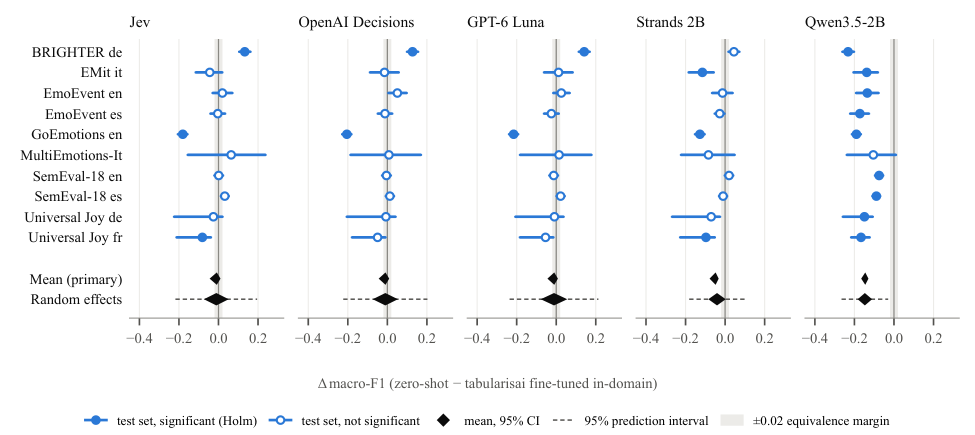 Jev OpenAI Decisions GPT-6 Luna Strands 2B Qwen3.5-2B
BRIGHTER de
EMit it
EmoEvent en
EmoEvent es
GoEmotions en
MultiEmotions-It
SemEval-18 en
SemEval-18 es
Universal Joy de
Universal Joy fr
Mean (primary)
Random effects
−0.4 −0.2 0.0 0.2 −0.4 −0.2 0.0 0.2 −0.4 −0.2 0.0 0.2 −0.4 −0.2 0.0 0.2 −0.4 −0.2 0.0 0.2
Δ macro-F1 (zero-shot − tabularisai fine-tuned in-domain)
test set, significant (Holm) test set, not significant mean, 95% CI 95% prediction interval ±0.02 equivalence margin